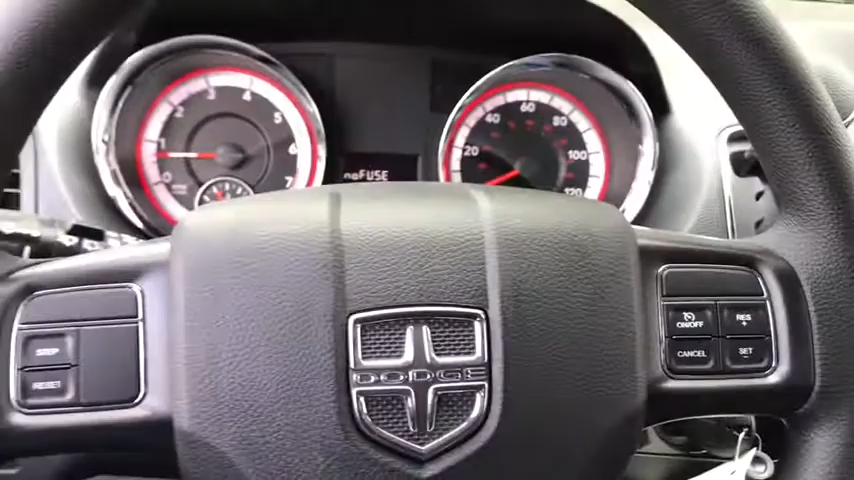 1 2 3 4 5 6 7
20 40 60 80 100 120
noFUSE
STEP
RESET
DODGE
ON/OFF
RES
+
CANCEL
SET
-